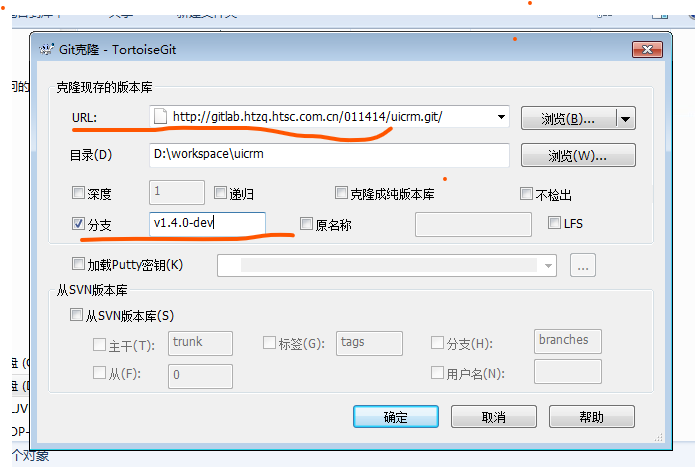 Git克隆 - TortoiseGit
克隆现存的版本库
URL: http://gitlab.htzq.htsc.com.cn/011414/uicrm.git/ 浏览(B)...
目录(D) D:\workspace\uicrm 浏览(W)...
深度 1 递归 克隆成纯版本库 不检出
分支 v1.4.0-dev 原名称 LFS
加载Putty密钥(K) ...
从SVN版本库
从SVN版本库(S)
主干(T): trunk 标签(G): tags 分支(H): branches
从(F): 0 用户名(N):
确定 取消 帮助
个对象